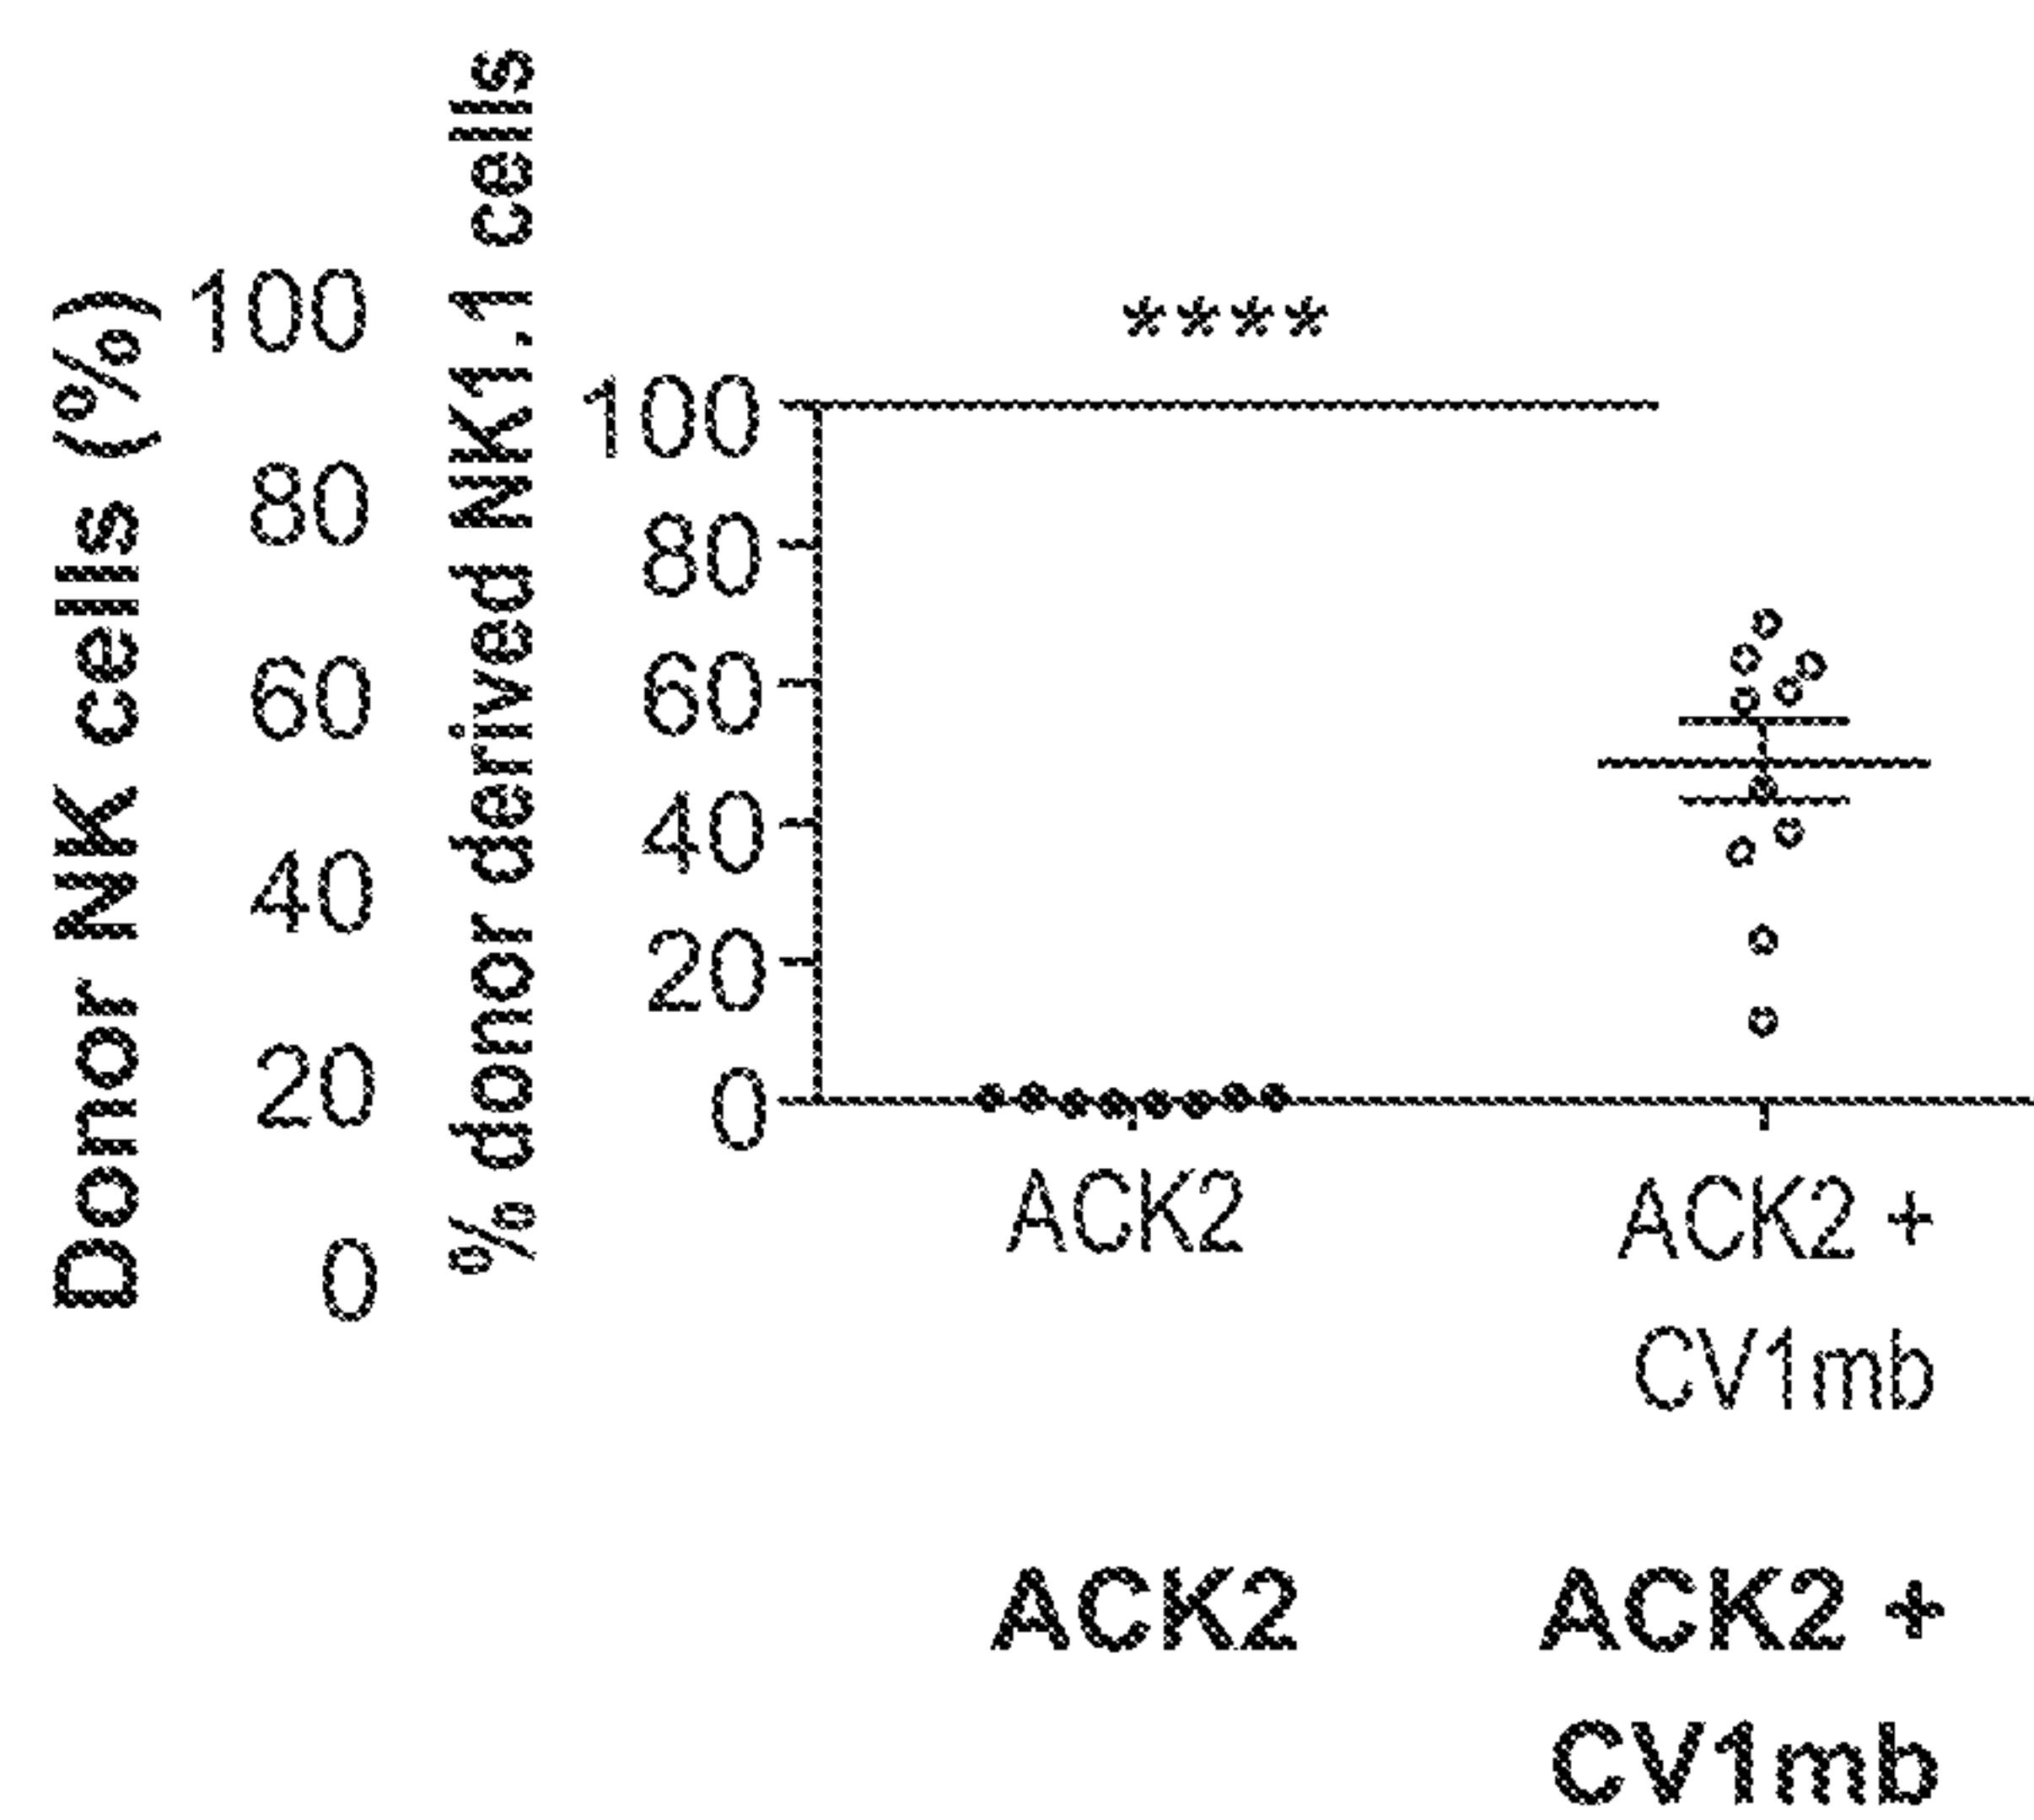 Donor NK cells (%)
100
80
60
40
20
0
% donor derived NK1.1 cells
100
80
60
40
20
0
****
ACK2
ACK2 +
CV1mb
ACK2
ACK2 +
CV1mb